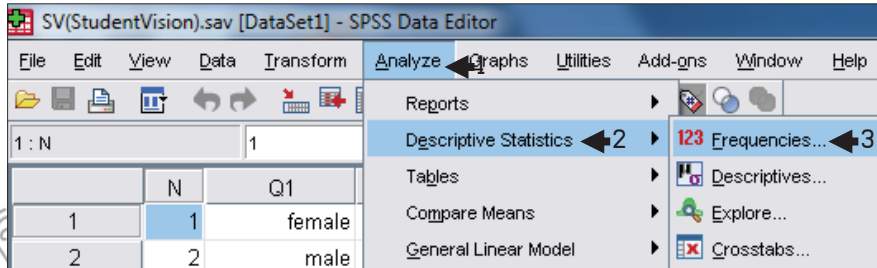 SV(StudentVision).sav [DataSet1] - SPSS Data Editor
File Edit View Data Transform Analyze 1 Graphs Utilities Add-ons Window Help
Reports
1 : N 1 Descriptive Statistics 2 123 Frequencies... 3
N Q1 Tables Descriptives...
1 1 female Compare Means Explore...
2 2 male General Linear Model Crosstabs...